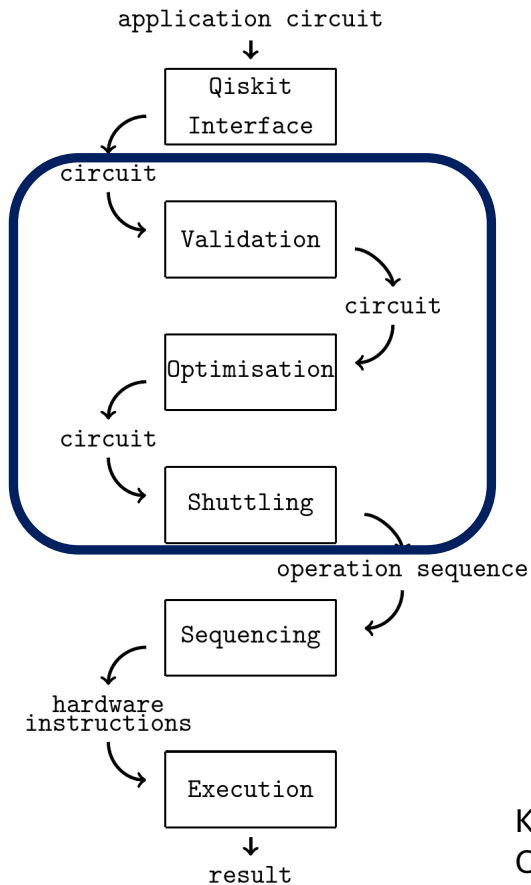 application circuit
Qiskit
Interface
circuit
Validation
circuit
Optimisation
circuit
Shuttling
operation sequence
Sequencing
hardware
instructions
Execution
K
result